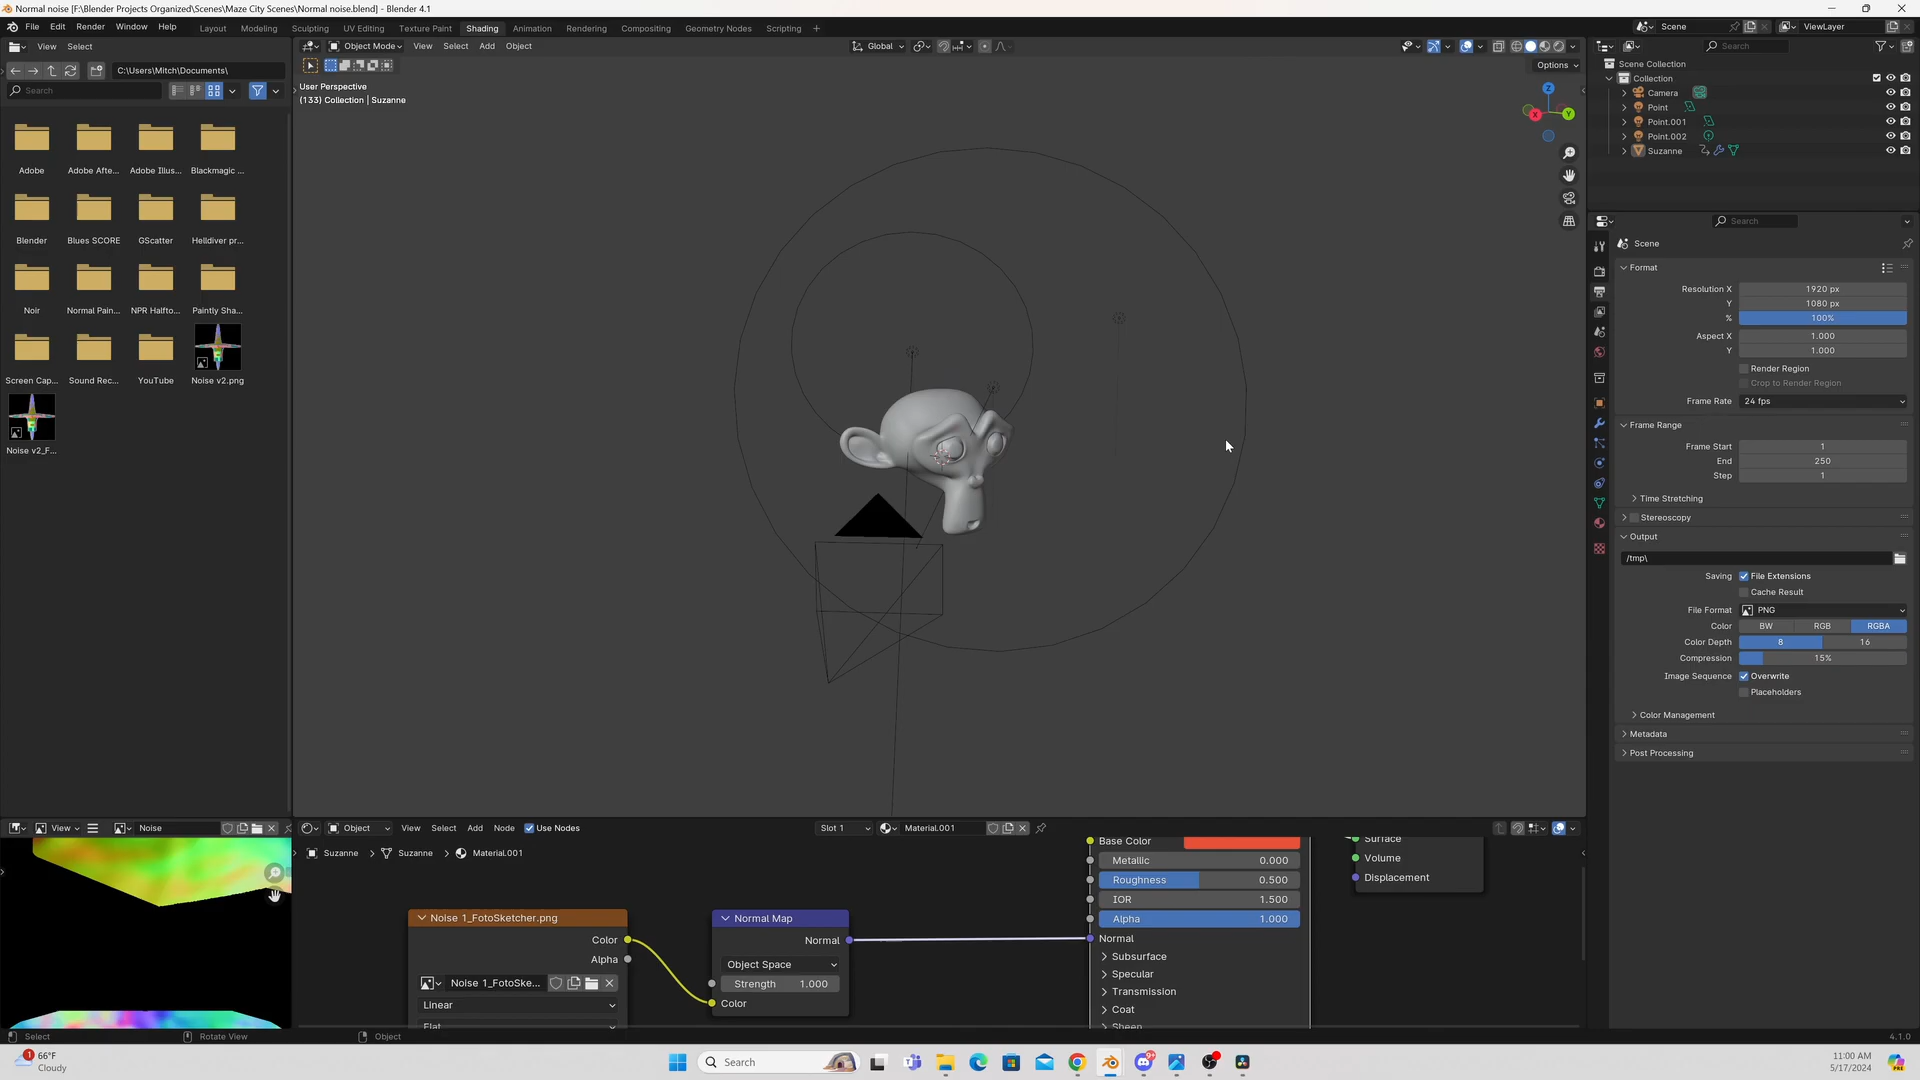 Normal noise [F:\Blender Projects Organized\Scenes\Maze City Scenes\Normal noise.blend] - Blender 4.1
File Edit Render Window Help
Layout Modeling Sculpting UV Editing Texture Paint Shading Animation Rendering Compositing Geometry Nodes Scripting +
Scene
ViewLayer
View Select
C:\Users\Mitch\Documents\
Search
Adobe
Adobe Afte...
Adobe Illus...
Blackmagic ...
Blender
Blues SCORE
GScatter
Helldiver pr...
Noir
Normal Pain...
NPR Halfto...
Paintly Sha...
Screen Cap...
Sound Rec...
YouTube
Noise v2.png
Noise v2_F...
Object Mode View Select Add Object
Global
Options
User Perspective
(133) Collection | Suzanne
Z
X
Y
Search
Scene Collection
Collection
Camera
Point
Point.001
Point.002
Suzanne
Search
Scene
Format
Resolution X 1920 px
Y 1080 px
% 100%
Aspect X 1.000
Y 1.000
Render Region
Crop to Render Region
Frame Rate 24 fps
Frame Range
Frame Start 1
End 250
Step 1
Time Stretching
Stereoscopy
Output
/tmp\
Saving File Extensions
Cache Result
File Format PNG
Color BW RGB RGBA
Color Depth 8 16
Compression 15%
Image Sequence Overwrite
Placeholders
Color Management
Metadata
Post Processing
View
Noise
Object View Select Add Node Use Nodes
Slot 1
Material.001
Suzanne > Suzanne > Material.001
Noise 1_FotoSketcher.png
Color
Alpha
Noise 1_FotoSke...
Linear
Flat
Normal Map
Normal
Object Space
Strength 1.000
Color
Base Color
Metallic 0.000
Roughness 0.500
IOR 1.500
Alpha 1.000
Normal
Subsurface
Specular
Transmission
Coat
Sheen
Surface
Volume
Displacement
Select
Rotate View
Object
4.1.0
1
66°F
Cloudy
Search
9+
11:00 AM
5/17/2024
PRE